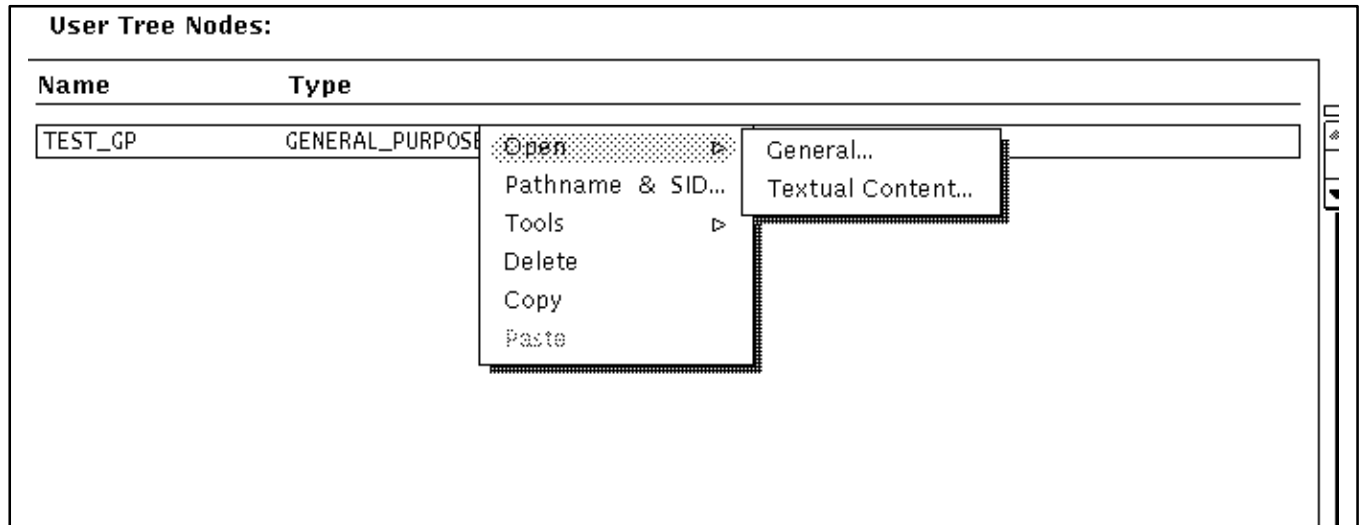 User Tree Nodes:
Name Type
TEST_GP GENERAL_PURPOSE
Open
General...
Pathname & SID...
Textual Content...
Tools
Delete
Copy
Paste